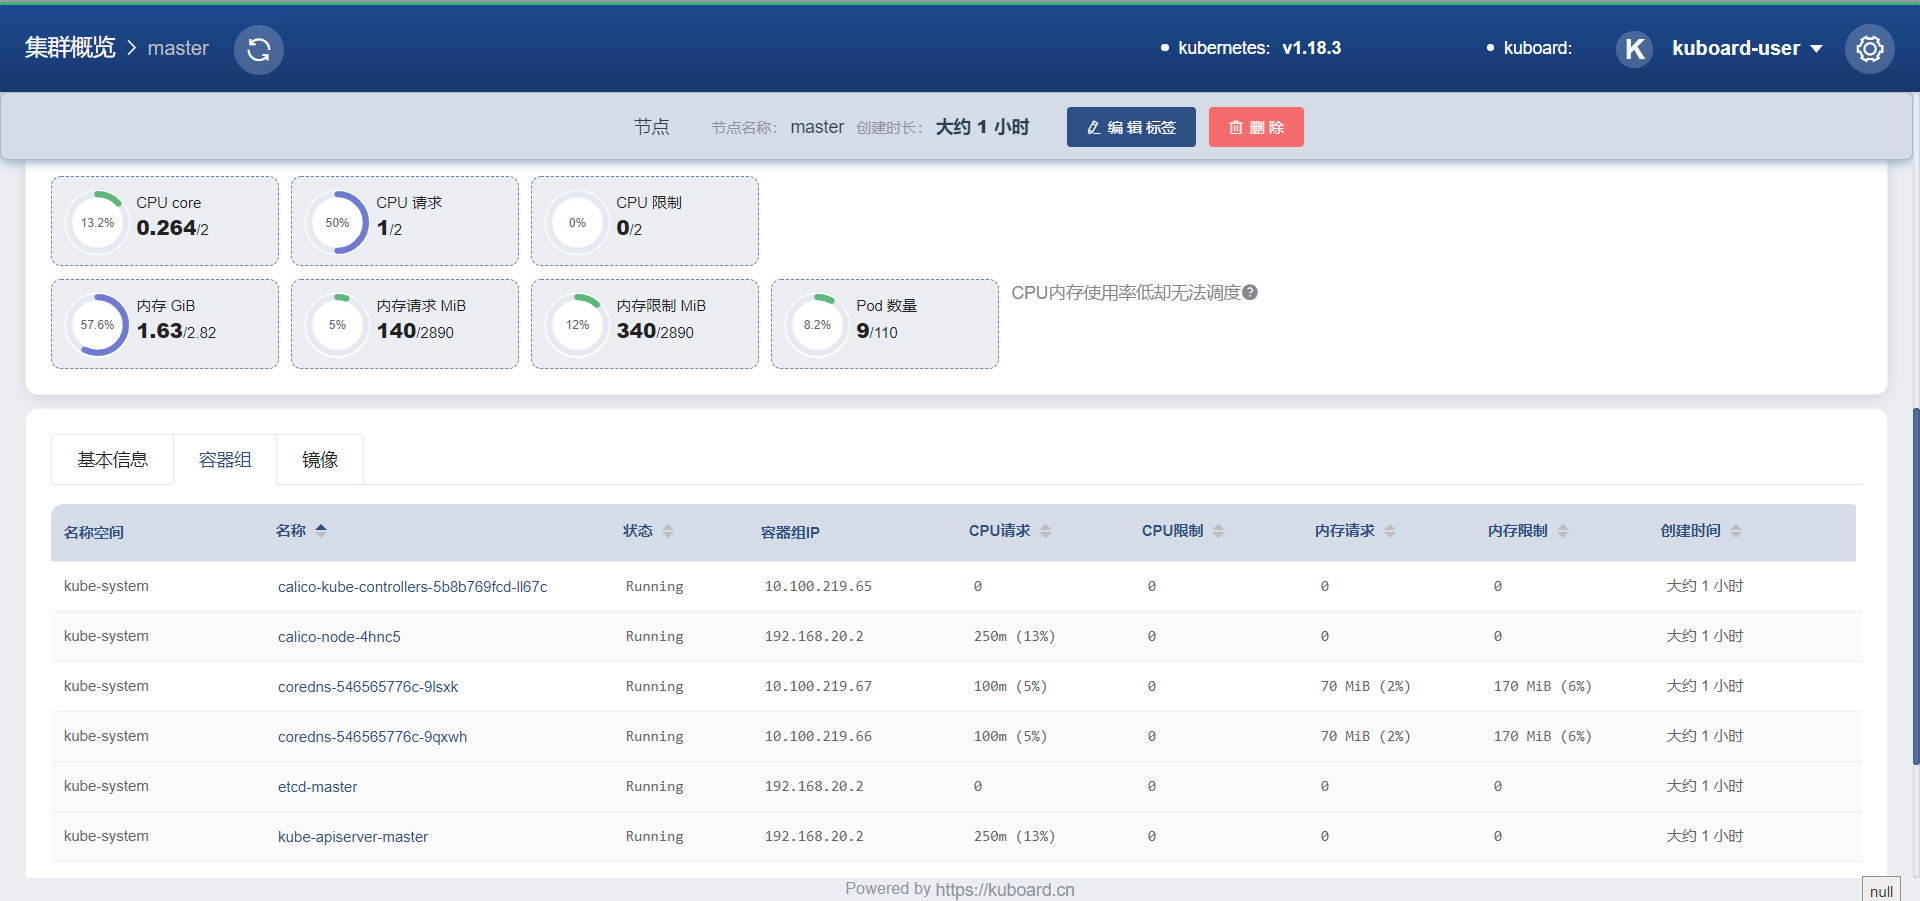 集群概览 > master
kubernetes: v1.18.3
kuboard:
K kuboard-user
节点 节点名称: master 创建时长: 大约 1 小时 编辑标签 删除
13.2% CPU core 0.264/2
50% CPU 请求 1/2
0% CPU 限制 0/2
57.6% 内存 GiB 1.63/2.82
5% 内存请求 MiB 140/2890
12% 内存限制 MiB 340/2890
8.2% Pod 数量 9/110
CPU内存使用率低却无法调度
基本信息 容器组 镜像
名称空间 名称 状态 容器组IP CPU请求 CPU限制 内存请求 内存限制 创建时间
kube-system calico-kube-controllers-5b8b769fcd-ll67c Running 10.100.219.65 0 0 0 0 大约 1 小时
kube-system calico-node-4hnc5 Running 192.168.20.2 250m (13%) 0 0 0 大约 1 小时
kube-system coredns-546565776c-9lsxk Running 10.100.219.67 100m (5%) 0 70 MiB (2%) 170 MiB (6%) 大约 1 小时
kube-system coredns-546565776c-9qxwh Running 10.100.219.66 100m (5%) 0 70 MiB (2%) 170 MiB (6%) 大约 1 小时
kube-system etcd-master Running 192.168.20.2 0 0 0 0 大约 1 小时
kube-system kube-apiserver-master Running 192.168.20.2 250m (13%) 0 0 0 大约 1 小时
Powered by https://kuboard.cn
null